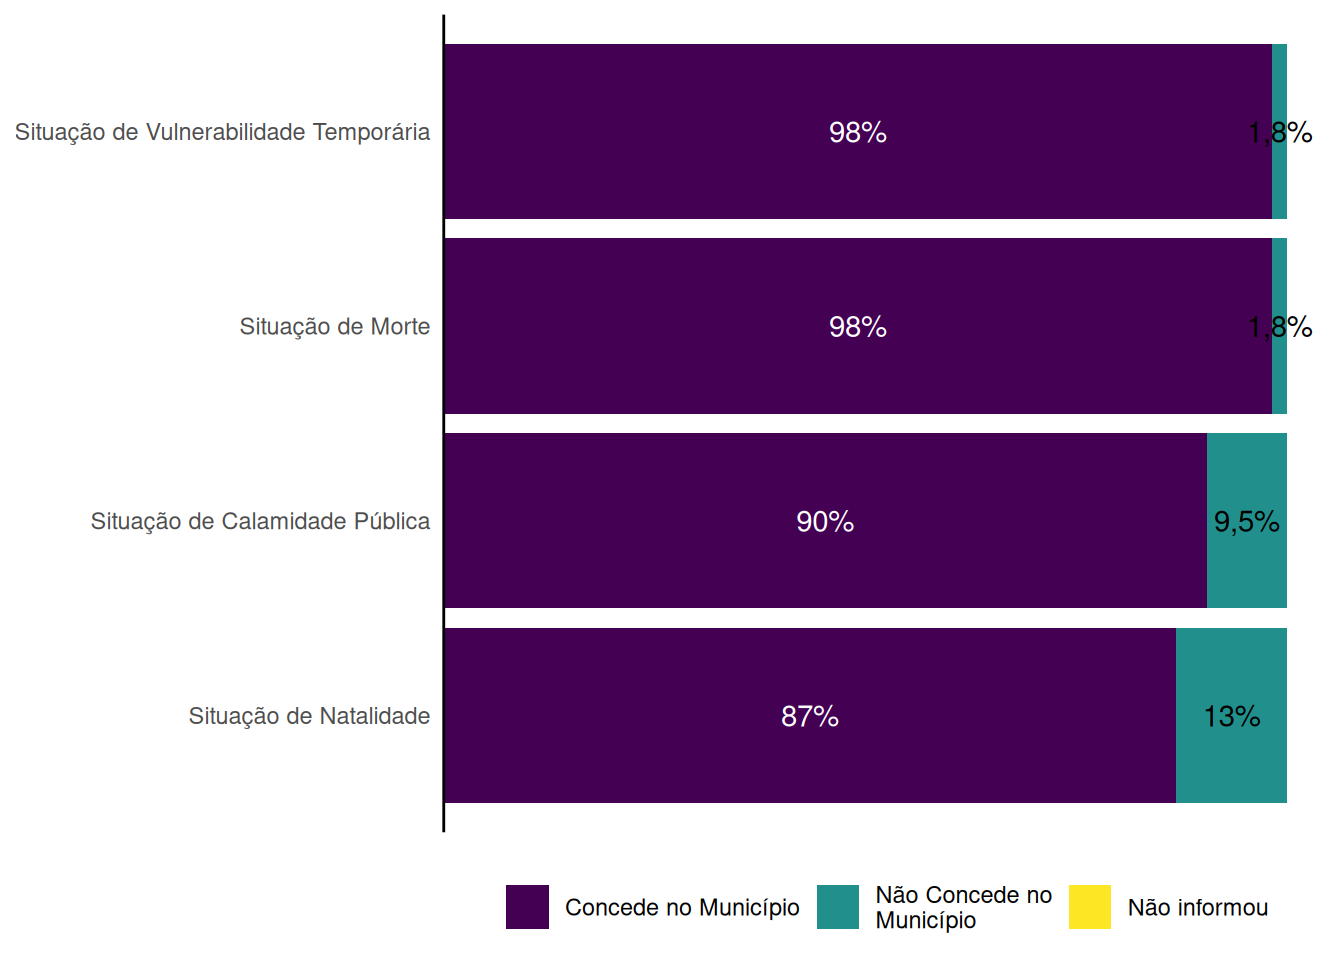 Situação de Vulnerabilidade Temporária
98%
1,8%
Situação de Morte
98%
1,8%
Situação de Calamidade Pública
90%
9,5%
Situação de Natalidade
87%
13%
Concede no Município
Não Concede no
Município
Não informou